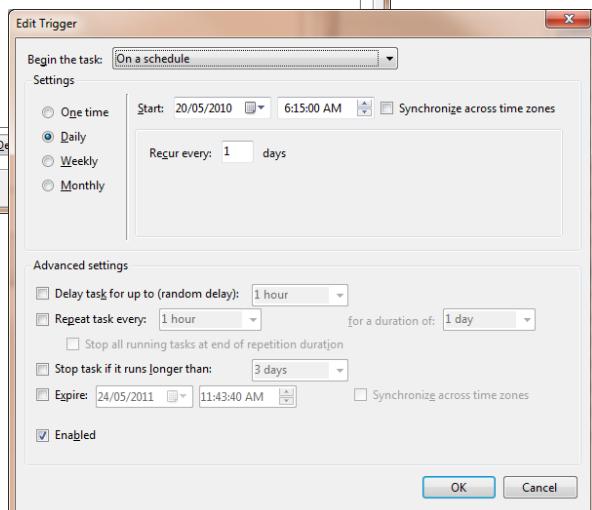 Edit Trigger
Begin the task: On a schedule
Settings
One time
Start: 20/05/2010 6:15:00 AM Synchronize across time zones
Daily
Recur every: 1 days
Weekly
Monthly
Advanced settings
Delay task for up to (random delay): 1 hour
Repeat task every: 1 hour for a duration of: 1 day
Stop all running tasks at end of repetition duration
Stop task if it runs longer than: 3 days
Expire: 24/05/2011 11:43:40 AM Synchronize across time zones
Enabled
OK Cancel